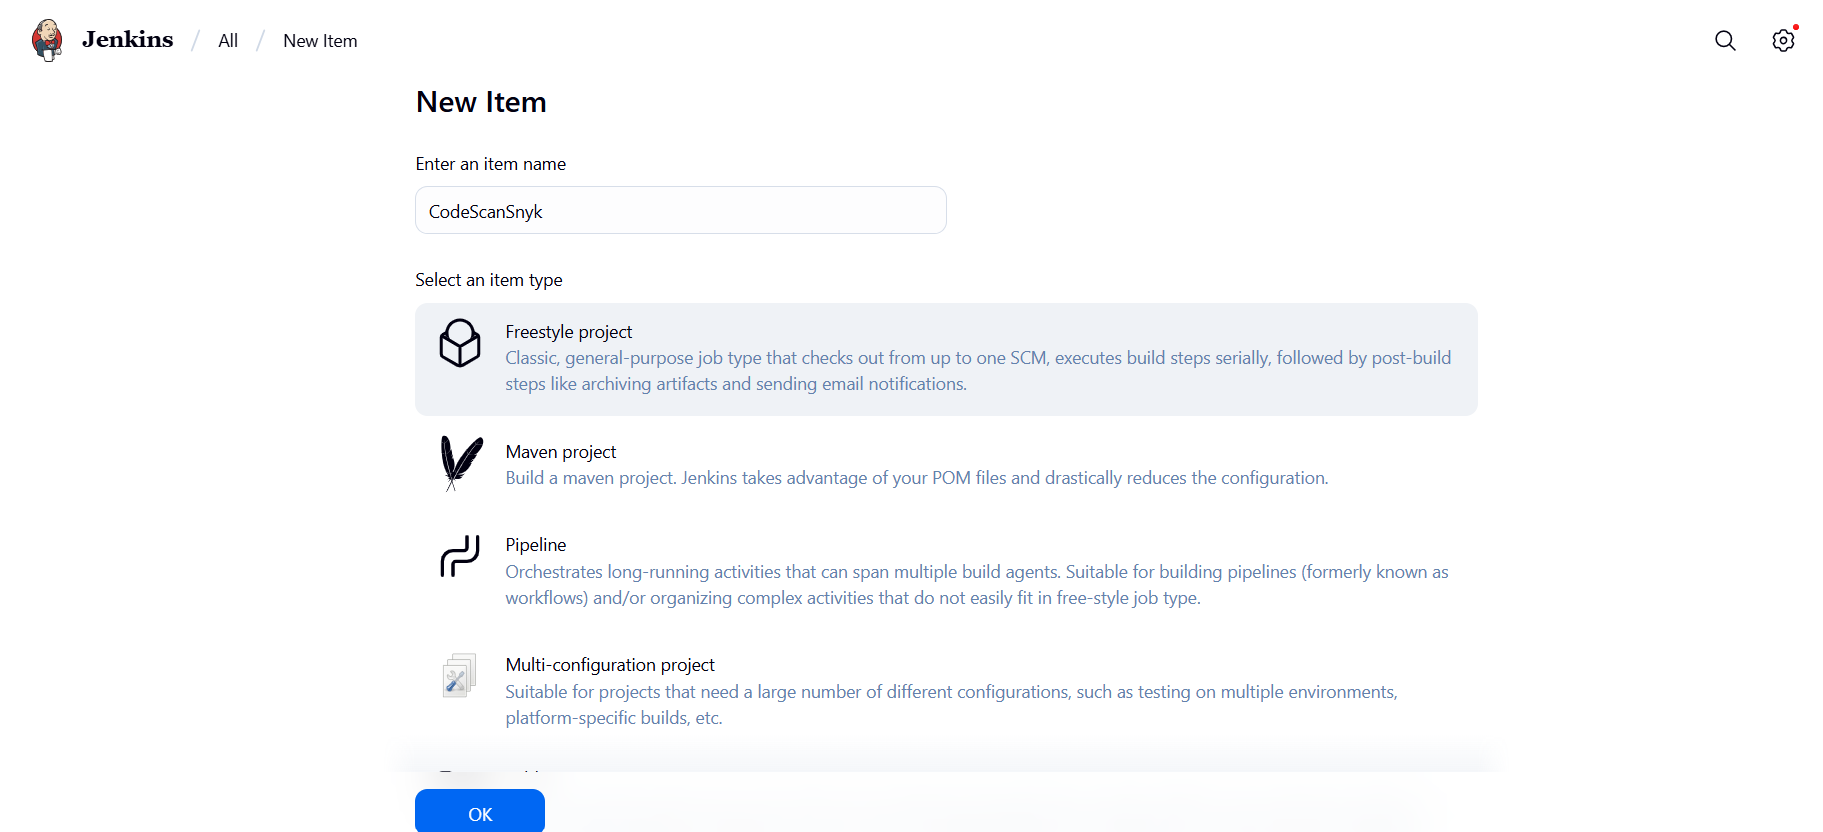 Jenkins / All / New Item
New Item
Enter an item name
CodeScanSnyk
Select an item type
Freestyle project
Classic, general-purpose job type that checks out from up to one SCM, executes build steps serially, followed by post-build
steps like archiving artifacts and sending email notifications.
Maven project
Build a maven project. Jenkins takes advantage of your POM files and drastically reduces the configuration.
Pipeline
Orchestrates long-running activities that can span multiple build agents. Suitable for building pipelines (formerly known as
workflows) and/or organizing complex activities that do not easily fit in free-style job type.
Multi-configuration project
Suitable for projects that need a large number of different configurations, such as testing on multiple environments,
platform-specific builds, etc.
OK